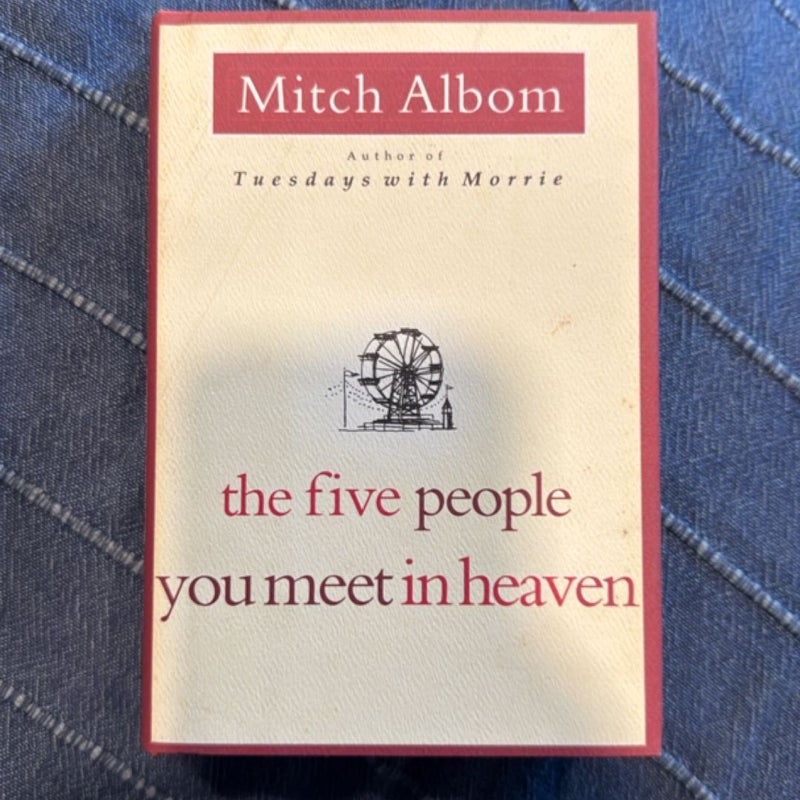 Mitch Albom
Author of
Tuesdays with Morrie
the five people
you meet in heaven